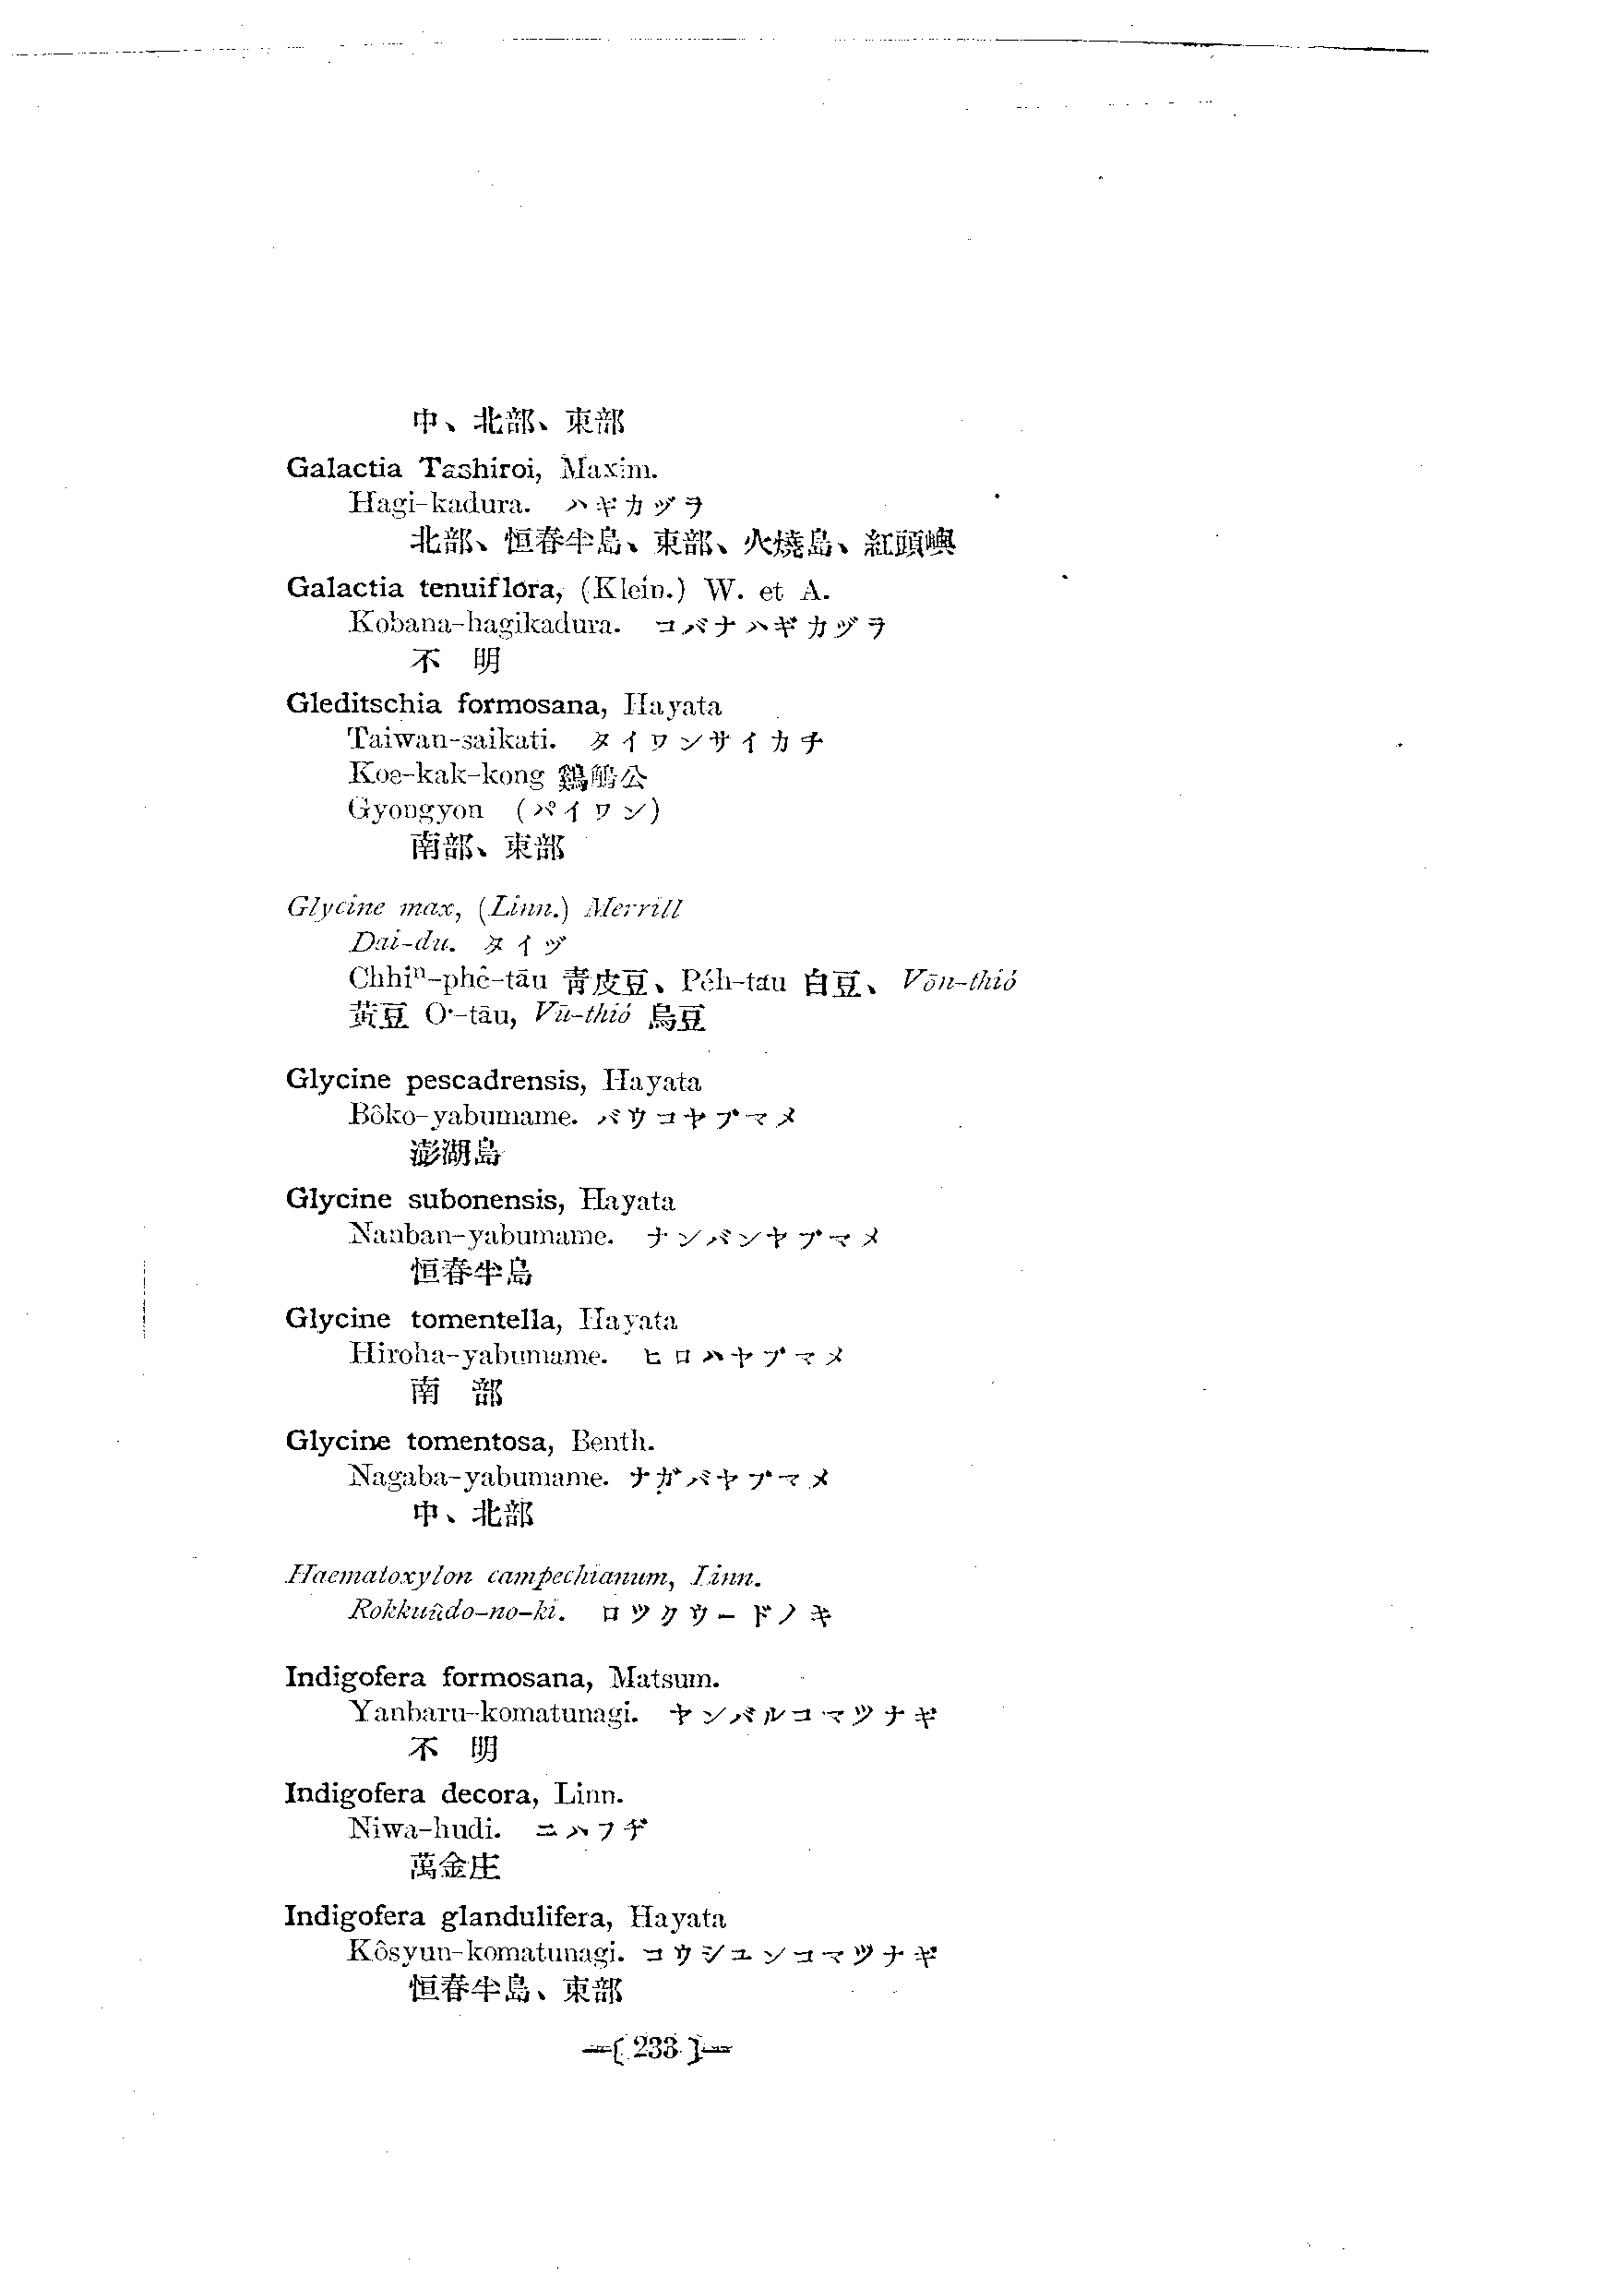 中、北部、東部
Galactia Tashiroi, Maxim.
Hagi-kadura. ハギカヅヲ
北部、恒春半島、東部、火燒島、紅頭嶼
Galactia tenuiflora, (Klein.) W. et A.
Kobana-hagikadura. コバナハギカヅヲ
不 明
Gleditschia formosana, Hayata
Taiwan-saikati. タイワンサイカチ
Koe-kak-kong 鷄鵤公
Gyongyon (パイワン)
南部、東部
Glycine max, (Linn.) Merrill
Dai-du. タイヅ
Chhiⁿ-phê-tāu 靑皮豆、Péh-tau 白豆、 Vōn-thió
黃豆 O·-tāu, Vū-thió 烏豆
Glycine pescadrensis, Hayata
Bôko-yabumame. バウコヤブマメ
澎湖島
Glycine subonensis, Hayata
Nanban-yabumame. ナンバンヤブマメ
恒春半島
Glycine tomentella, Hayata
Hiroha-yabumame. ヒロハヤブマメ
南 部
Glycine tomentosa, Benth.
Nagaba-yabumame. ナガバヤブマメ
中、北部
Haematoxylon campechianum, Linn.
Rokkuûdo-no-ki. ロツクウードノキ
Indigofera formosana, Matsum.
Yanbaru-komatunagi. ヤンバルコマツナギ
不 明
Indigofera decora, Linn.
Niwa-hudi. ニハフヂ
萬金庄
Indigofera glandulifera, Hayata
Kôsyun-komatunagi. コウシユンコマツナギ
恒春半島、東部
—[ 233 ]—